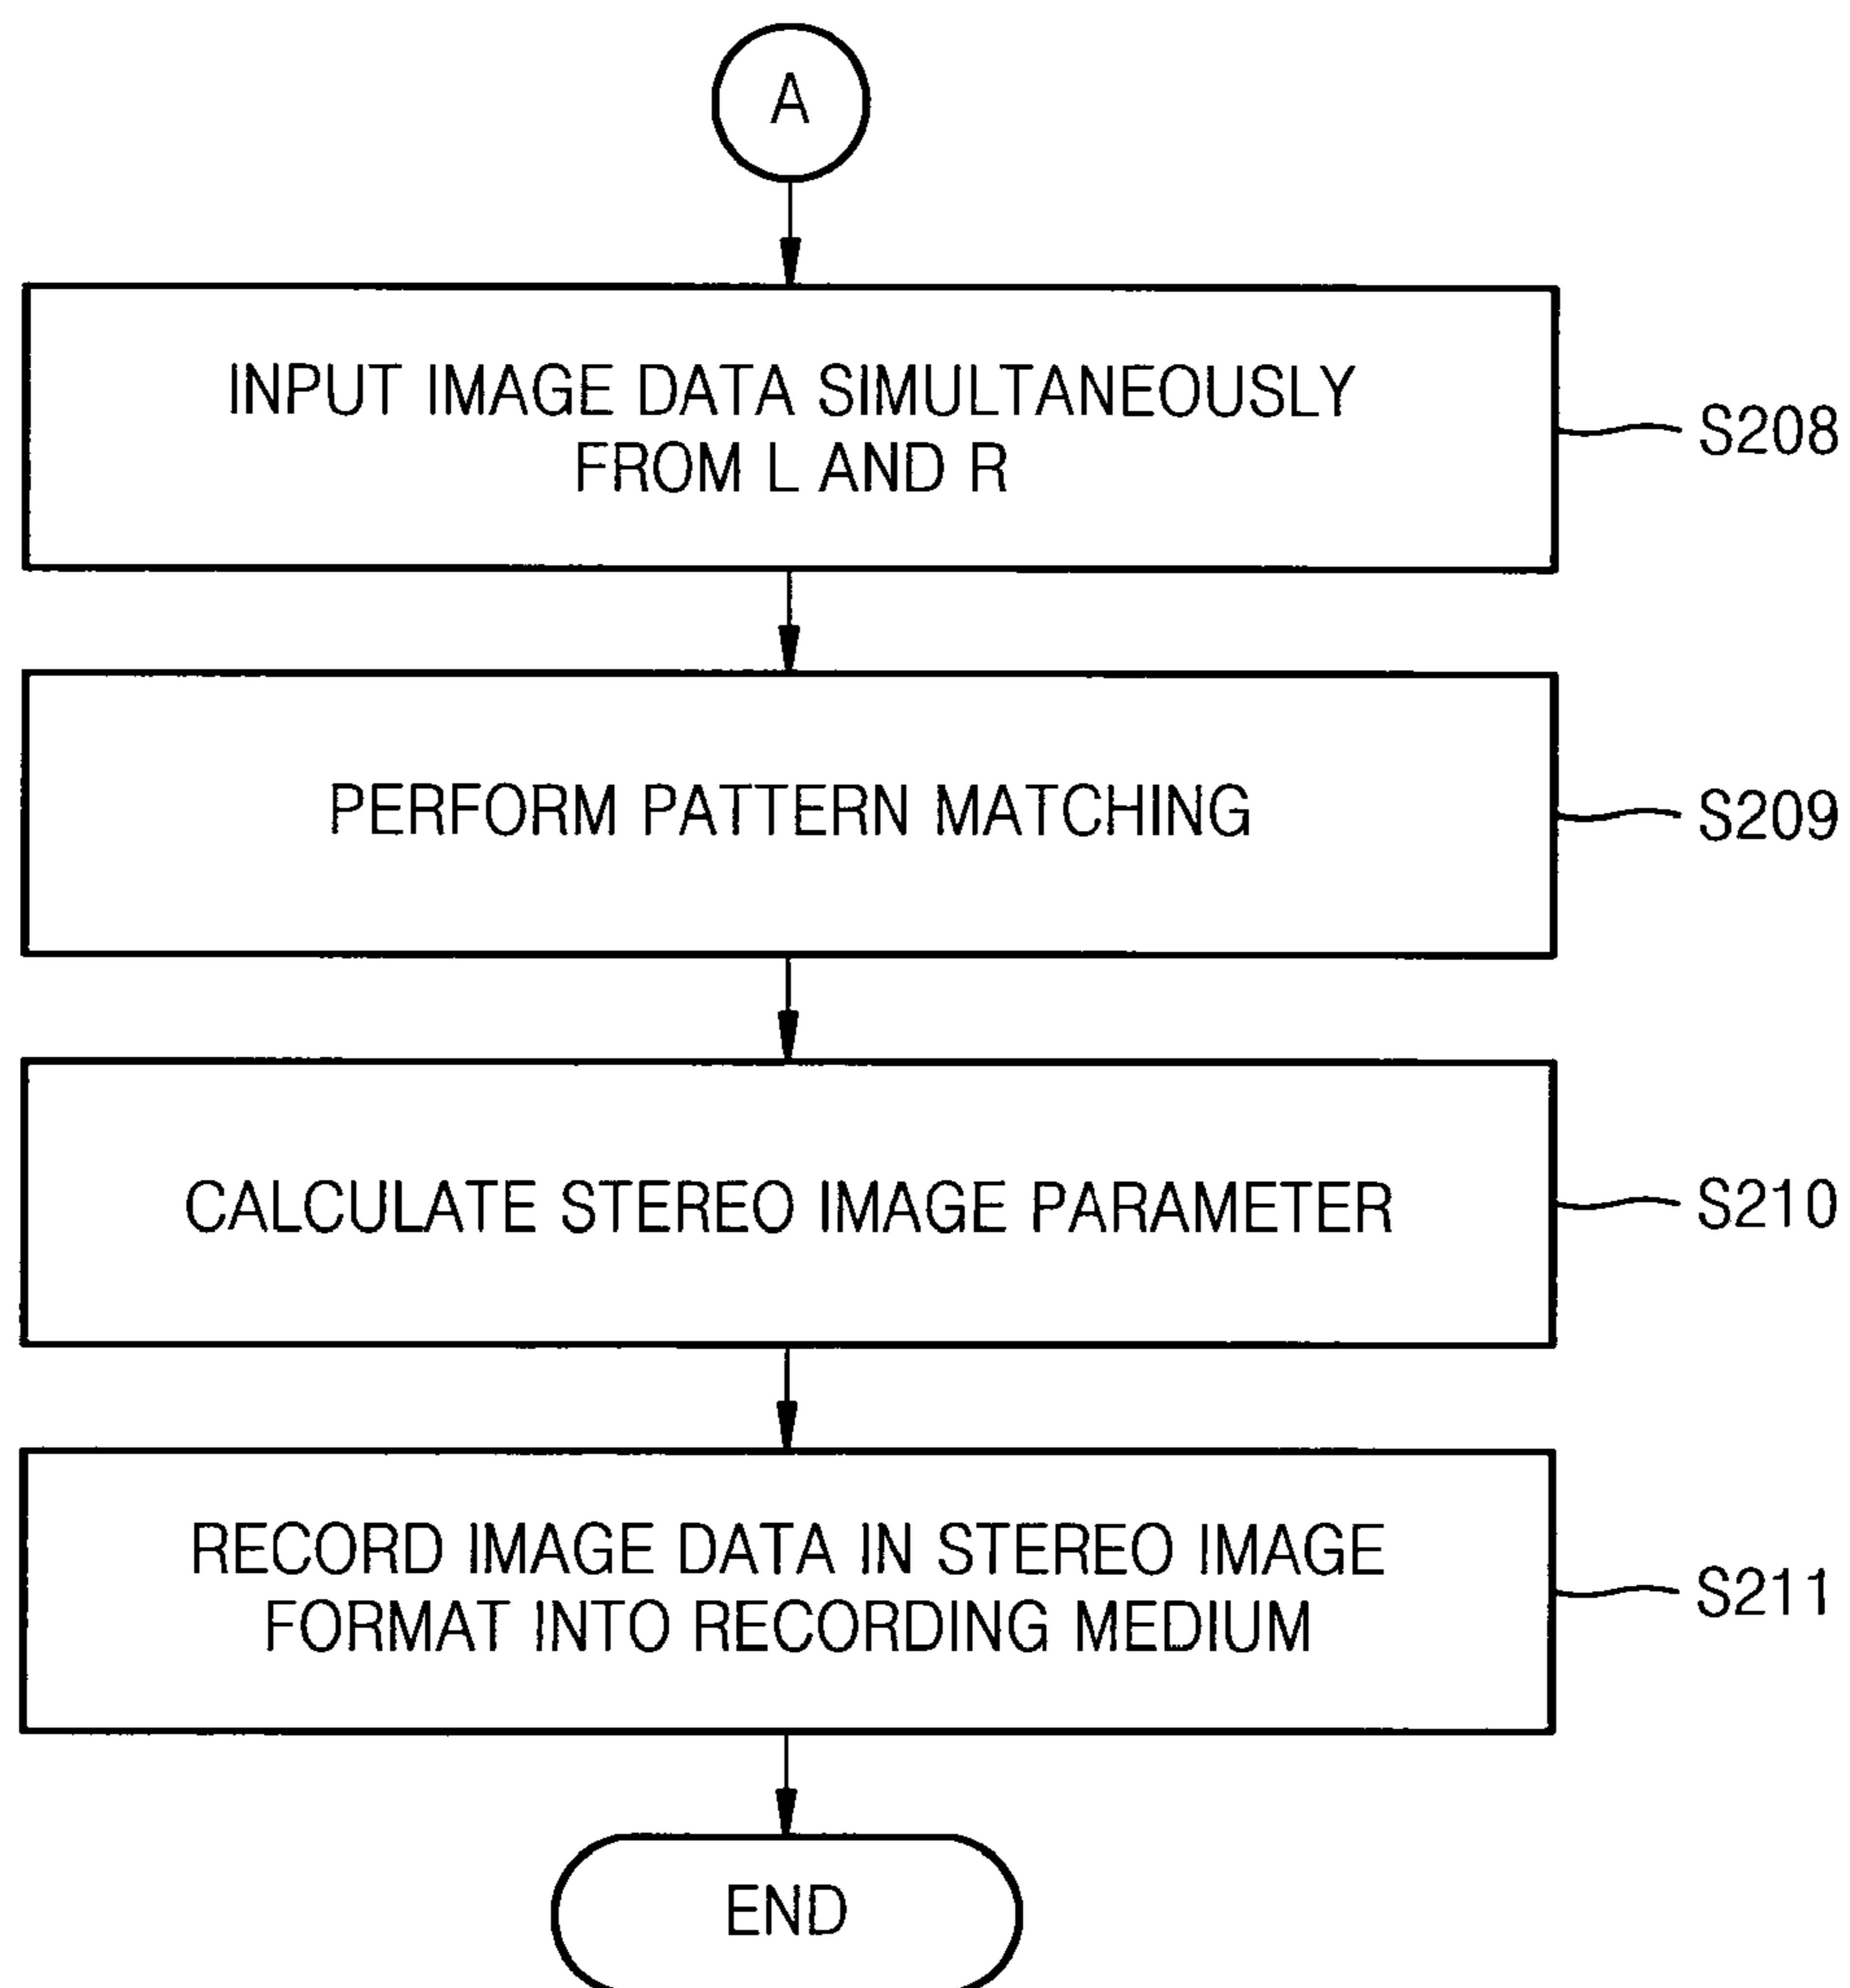 A
INPUT IMAGE DATA SIMULTANEOUSLY
FROM L AND R
S208
PERFORM PATTERN MATCHING
S209
CALCULATE STEREO IMAGE PARAMETER
S210
RECORD IMAGE DATA IN STEREO IMAGE
FORMAT INTO RECORDING MEDIUM
S211
END